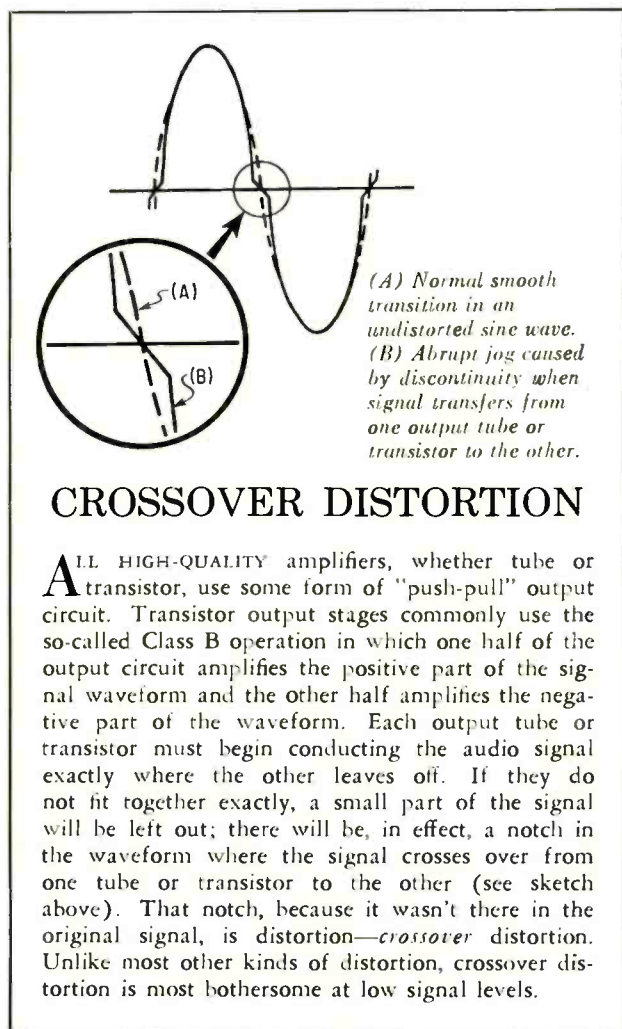 (A)
(B)
(A) Normal smooth
transition in an
undistorted sine wave.
(B) Abrupt jog caused
by discontinuity when
signal transfers from
one output tube or
transistor to the other.
CROSSOVER DISTORTION
ALL HIGH-QUALITY amplifiers, whether tube or
transistor, use some form of "push-pull" output
circuit. Transistor output stages commonly use the
so-called Class B operation in which one half of the
output circuit amplifies the positive part of the sig-
nal waveform and the other half amplifies the nega-
tive part of the waveform. Each output tube or
transistor must begin conducting the audio signal
exactly where the other leaves off. If they do
not fit together exactly, a small part of the signal
will be left out; there will be, in effect, a notch in
the waveform where the signal crosses over from
one tube or transistor to the other (see sketch
above). That notch, because it wasn't there in the
original signal, is distortion—crossover distortion.
Unlike most other kinds of distortion, crossover dis-
tortion is most bothersome at low signal levels.